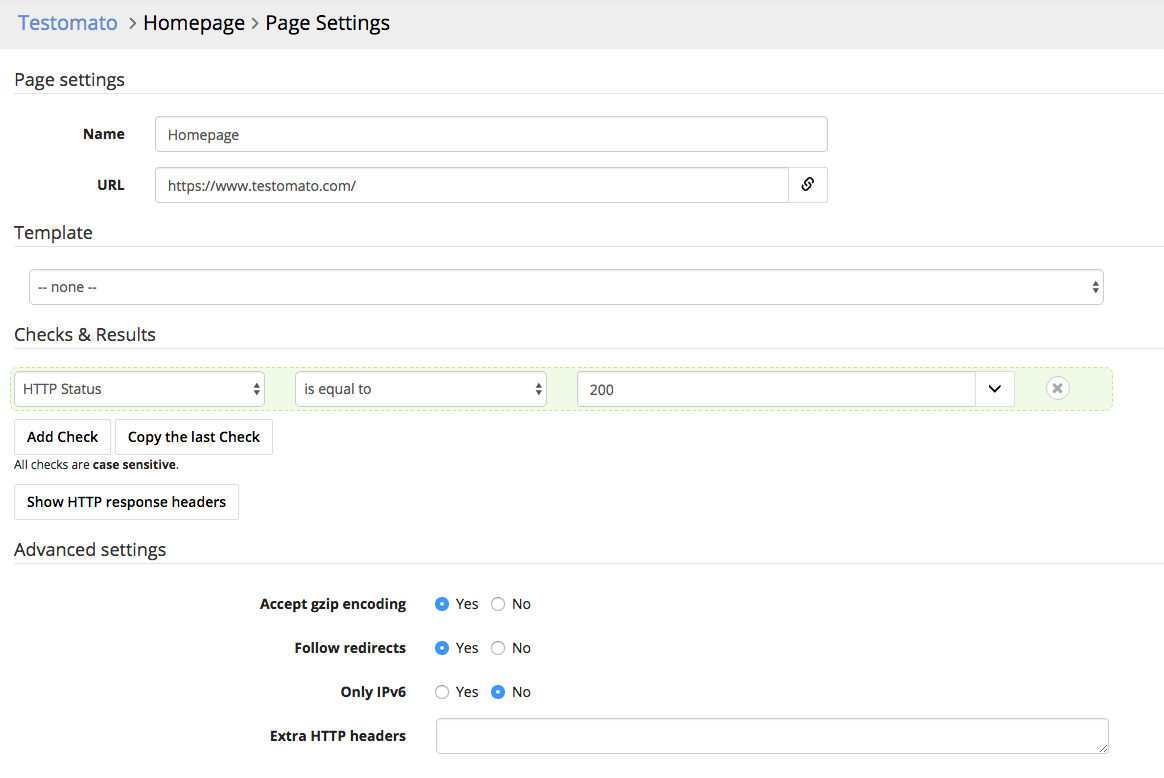 Testomato > Homepage > Page Settings
Page settings
Name Homepage
URL https://www.testomato.com/
Template
-- none --
Checks & Results
HTTP Status is equal to 200
Add Check Copy the last Check
All checks are case sensitive.
Show HTTP response headers
Advanced settings
Accept gzip encoding Yes No
Follow redirects Yes No
Only IPv6 Yes No
Extra HTTP headers